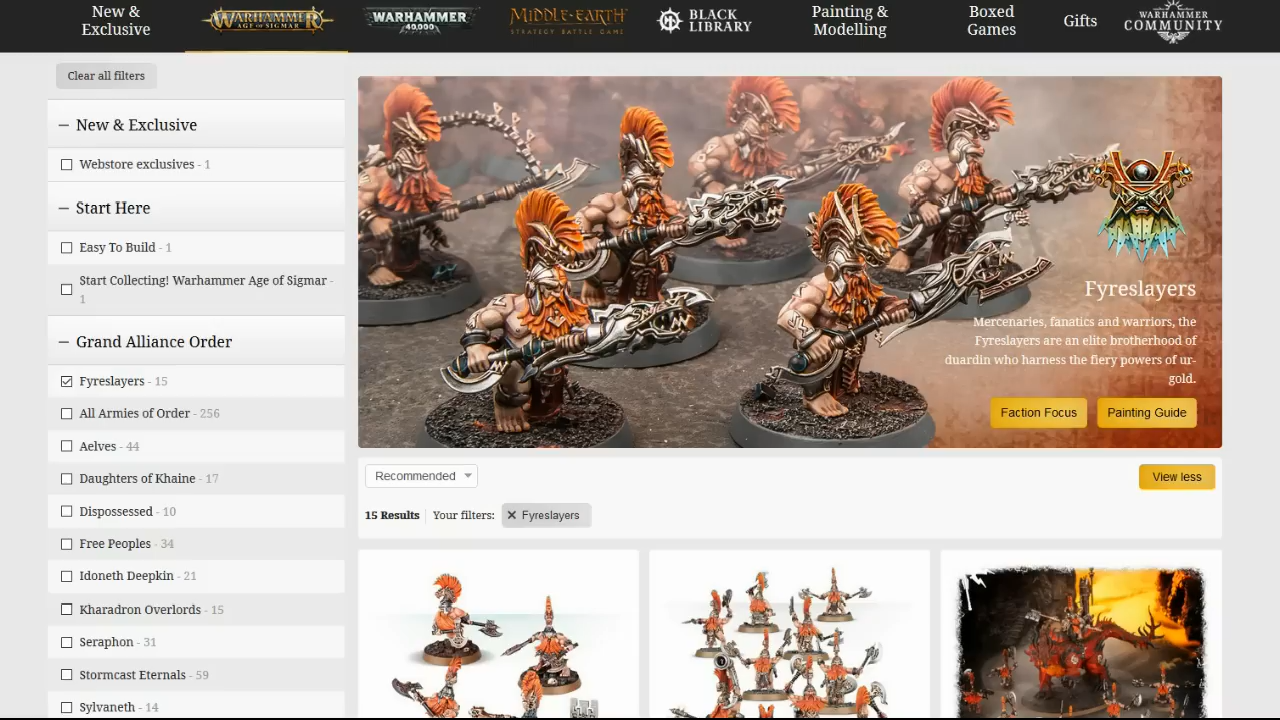 New &
Exclusive
WARHAMMER
AGE OF SIGMAR
WARHAMMER
40,000
MIDDLE-EARTH
STRATEGY BATTLE GAME
BLACK
LIBRARY
Painting &
Modelling
Boxed
Games
Gifts
WARHAMMER
COMMUNITY
Clear all filters
New & Exclusive
Webstore exclusives - 1
Start Here
Easy To Build - 1
Start Collecting! Warhammer Age of Sigmar -
1
Grand Alliance Order
Fyreslayers - 15
All Armies of Order - 256
Aelves - 44
Daughters of Khaine - 17
Dispossessed - 10
Free Peoples - 34
Idoneth Deepkin - 21
Kharadron Overlords - 15
Seraphon - 31
Stormcast Eternals - 59
Sylvaneth - 14
Fyreslayers
Mercenaries, fanatics and warriors, the
Fyreslayers are an elite brotherhood of
duardin who harness the fiery powers of ur-
gold.
Faction Focus
Painting Guide
Recommended
View less
15 Results
Your filters:
Fyreslayers